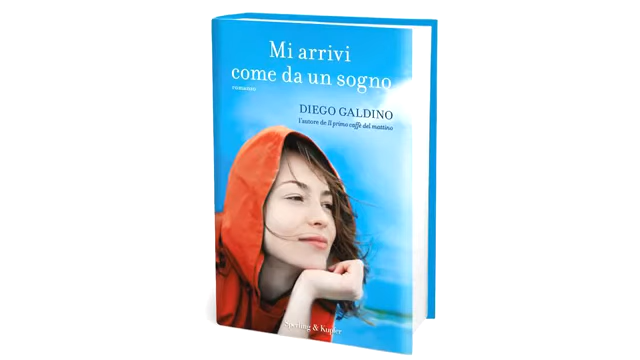 Mi arrivi
come da un sogno
romanzo
DIEGO GALDINO
l'autore de Il primo caffè del mattino
Sperling & Kupfer